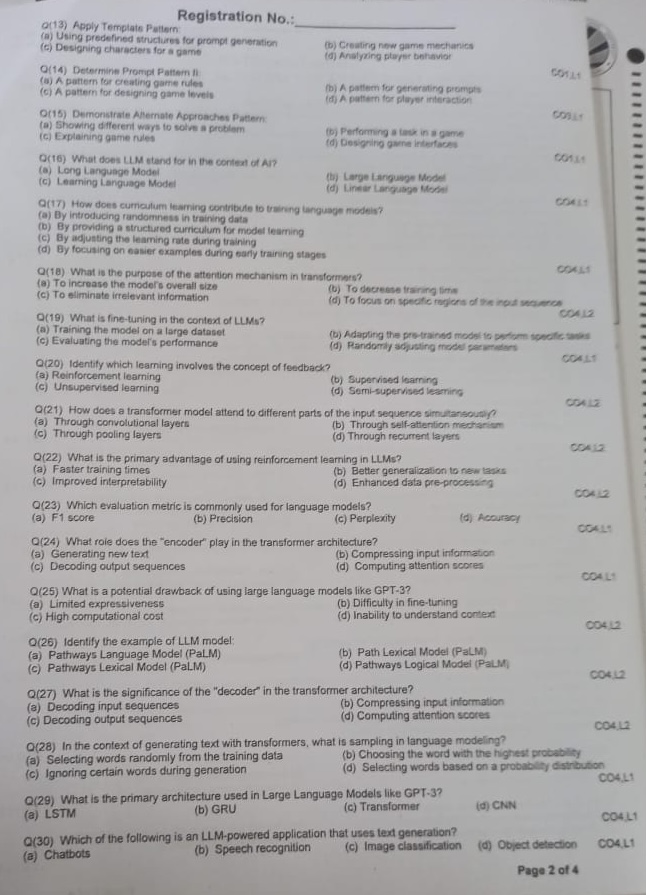 Registration No.:
Q(13) Apply Template Pattern:
(a) Using predefined structures for prompt generation (b) Creating new game mechanics
(c) Designing characters for a game (d) Analyzing player behavior
CO1,L1
Q(14) Determine Prompt Pattern II:
(a) A pattern for creating game rules (b) A pattern for generating prompts
(c) A pattern for designing game levels (d) A pattern for player interaction
Q(15) Demonstrate Alternate Approaches Pattern:
(a) Showing different ways to solve a problem (b) Performing a task in a game
(c) Explaining game rules (d) Designing game interfaces
Q(16) What does LLM stand for in the context of AI?
(a) Long Language Model (b) Large Language Model
(c) Learning Language Model (d) Linear Language Model
CO4,L1
Q(17) How does curriculum learning contribute to training language models?
(a) By introducing randomness in training data
(b) By providing a structured curriculum for model learning
(c) By adjusting the learning rate during training
(d) By focusing on easier examples during early training stages
CO4,L1
Q(18) What is the purpose of the attention mechanism in transformers?
(a) To increase the model's overall size (b) To decrease training time
(c) To eliminate irrelevant information (d) To focus on specific regions of the input sequence
CO4,L2
Q(19) What is fine-tuning in the context of LLMs?
(a) Training the model on a large dataset (b) Adapting the pre-trained model to perform specific tasks
(c) Evaluating the model's performance (d) Randomly adjusting model parameters
CO4,L1
Q(20) Identify which learning involves the concept of feedback?
(a) Reinforcement learning (b) Supervised learning
(c) Unsupervised learning (d) Semi-supervised learning
CO4,L2
Q(21) How does a transformer model attend to different parts of the input sequence simultaneously?
(a) Through convolutional layers (b) Through self-attention mechanism
(c) Through pooling layers (d) Through recurrent layers
CO4,L2
Q(22) What is the primary advantage of using reinforcement learning in LLMs?
(a) Faster training times (b) Better generalization to new tasks
(c) Improved interpretability (d) Enhanced data pre-processing
CO4,L2
Q(23) Which evaluation metric is commonly used for language models?
(a) F1 score (b) Precision (c) Perplexity (d) Accuracy
CO4,L1
Q(24) What role does the "encoder" play in the transformer architecture?
(a) Generating new text (b) Compressing input information
(c) Decoding output sequences (d) Computing attention scores
CO4,L1
Q(25) What is a potential drawback of using large language models like GPT-3?
(a) Limited expressiveness (b) Difficulty in fine-tuning
(c) High computational cost (d) Inability to understand context
CO4,L2
Q(26) Identify the example of LLM model:
(a) Pathways Language Model (PaLM) (b) Path Lexical Model (PaLM)
(c) Pathways Lexical Model (PaLM) (d) Pathways Logical Model (PaLM)
CO4,L2
Q(27) What is the significance of the "decoder" in the transformer architecture?
(a) Decoding input sequences (b) Compressing input information
(c) Decoding output sequences (d) Computing attention scores
CO4,L2
Q(28) In the context of generating text with transformers, what is sampling in language modeling?
(a) Selecting words randomly from the training data (b) Choosing the word with the highest probability
(c) Ignoring certain words during generation (d) Selecting words based on a probability distribution
CO4,L1
Q(29) What is the primary architecture used in Large Language Models like GPT-3?
(a) LSTM (b) GRU (c) Transformer (d) CNN
CO4,L1
Q(30) Which of the following is an LLM-powered application that uses text generation?
(a) Chatbots (b) Speech recognition (c) Image classification (d) Object detection CO4,L1
Page 2 of 4